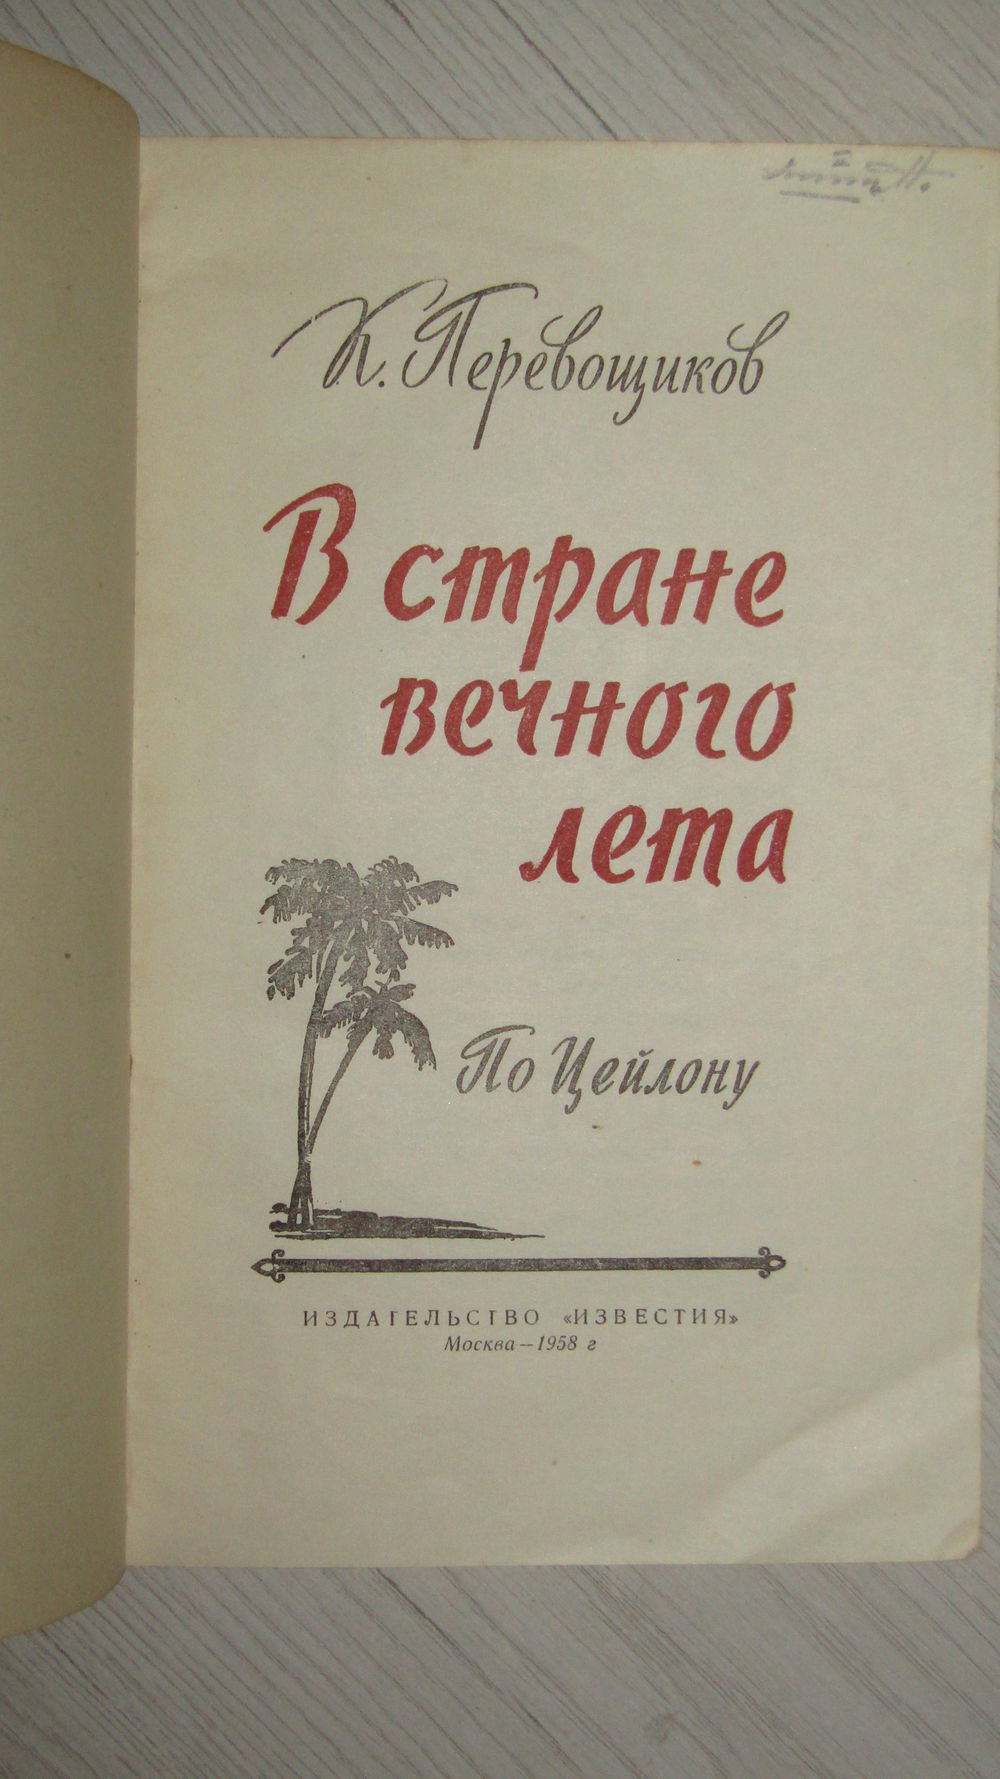 К. Перевощиков
В стране
вечного
лета
По Цейлону
ИЗДАТЕЛЬСТВО «ИЗВЕСТИЯ»
Москва — 1958 г